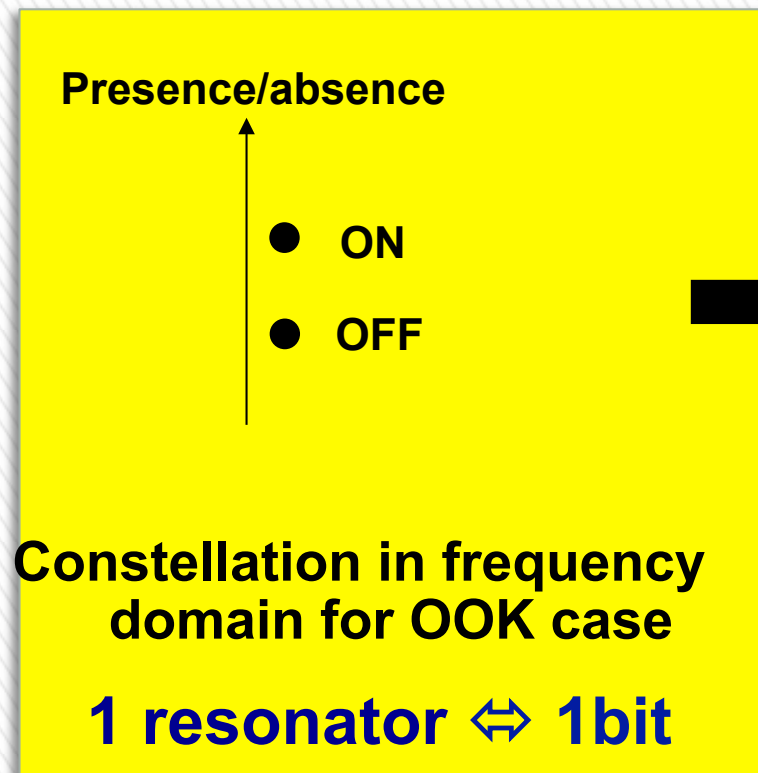 Presence/absence
ON
OFF
Constellation in frequency
domain for OOK case
1 resonator ⇔ 1bit